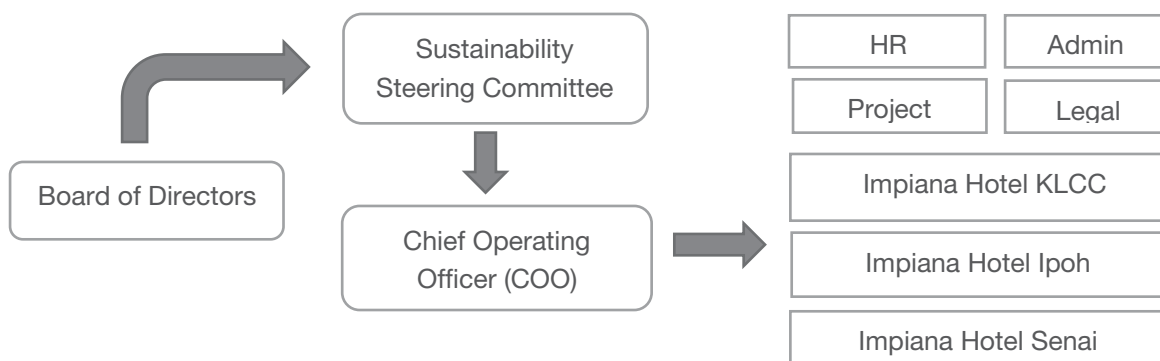 Board of Directors
Sustainability
Steering Committee
Chief Operating
Officer (COO)
HR
Admin
Project
Legal
Impiana Hotel KLCC
Impiana Hotel Ipoh
Impiana Hotel Senai